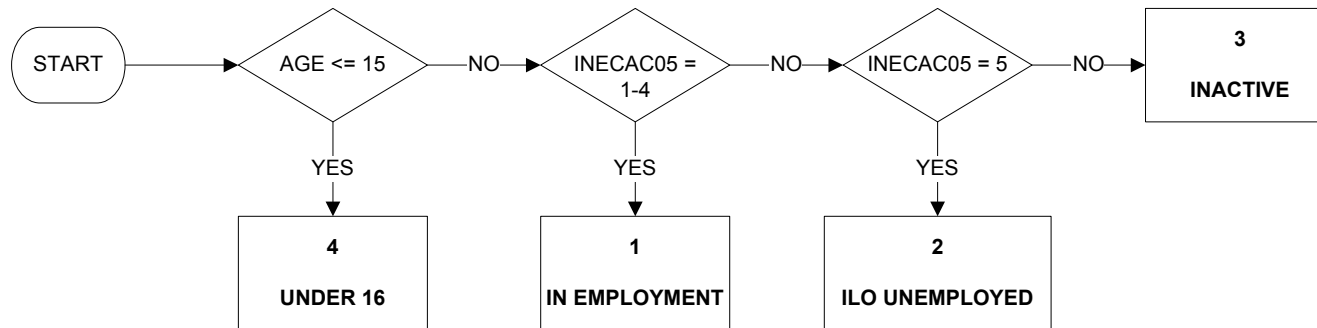 START
AGE <= 15
NO
INECAC05 =
1-4
NO
INECAC05 = 5
NO
3
INACTIVE
YES
YES
YES
4
UNDER 16
1
IN EMPLOYMENT
2
ILO UNEMPLOYED